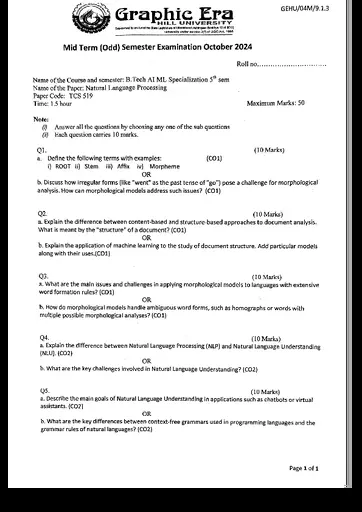 GEHU/04M/9.1.3
Graphic Era
HILL UNIVERSITY
Mid Term (Odd) Semester Examination October 2024
Roll no............................
Name of the Course and semester: B.Tech AI ML Specialization 5th sem
Name of the Paper: Natural Language Processing
Paper Code: TCS 519
Time: 1.5 hour Maximum Marks: 50
Note:
(i) Answer all the questions by choosing any one of the sub questions
(ii) Each question carries 10 marks.
Q1. (10 Marks)
a. Define the following terms with examples: (CO1)
i) ROOT ii) Stem iii) Affix iv) Morpheme
OR
b. Discuss how irregular forms (like "went" as the past tense of "go") pose a challenge for morphological
analysis. How can morphological models address such issues? (CO1)
Q2. (10 Marks)
a. Explain the difference between content-based and structure-based approaches to document analysis.
What is meant by the "structure" of a document? (CO1)
OR
b. Explain the application of machine learning to the study of document structure. Add particular models
along with their uses.(CO1)
Q3. (10 Marks)
a. What are the main issues and challenges in applying morphological models to languages with extensive
word formation rules? (CO1)
OR
b. How do morphological models handle ambiguous word forms, such as homographs or words with
multiple possible morphological analyses? (CO1)
Q4. (10 Marks)
a. Explain the difference between Natural Language Processing (NLP) and Natural Language Understanding
(NLU). (CO2)
OR
b. What are the key challenges involved in Natural Language Understanding? (CO2)
Q5. (10 Marks)
a. Describe the main goals of Natural Language Understanding in applications such as chatbots or virtual
assistants. (CO2)
OR
b. What are the key differences between context-free grammars used in programming languages and the
grammar rules of natural languages? (CO2)
Page 1 of 1